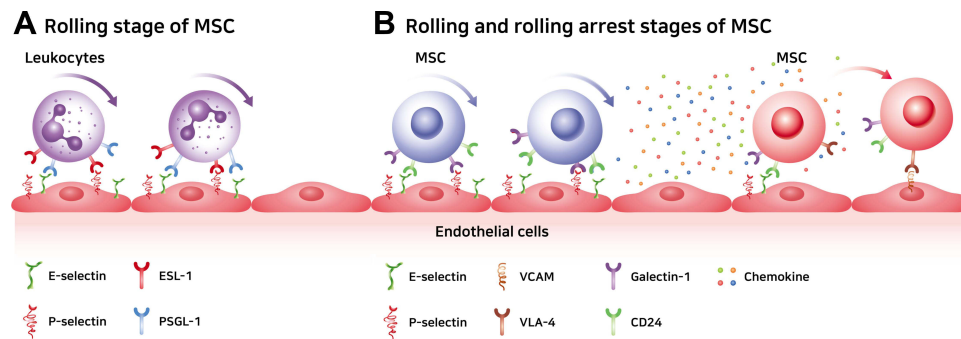 A Rolling stage of MSC
Leukocytes
B Rolling and rolling arrest stages of MSC
MSC
MSC
Endothelial cells
E-selectin
ESL-1
P-selectin
PSGL-1
E-selectin
VCAM
Galectin-1
Chemokine
P-selectin
VLA-4
CD24